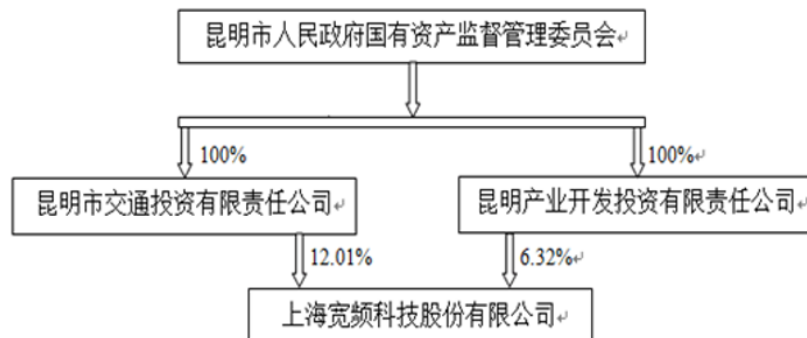 昆明市人民政府国有资产监督管理委员会
100%
100%
昆明市交通投资有限责任公司
昆明产业开发投资有限责任公司
12.01%
6.32%
上海宽频科技股份有限公司